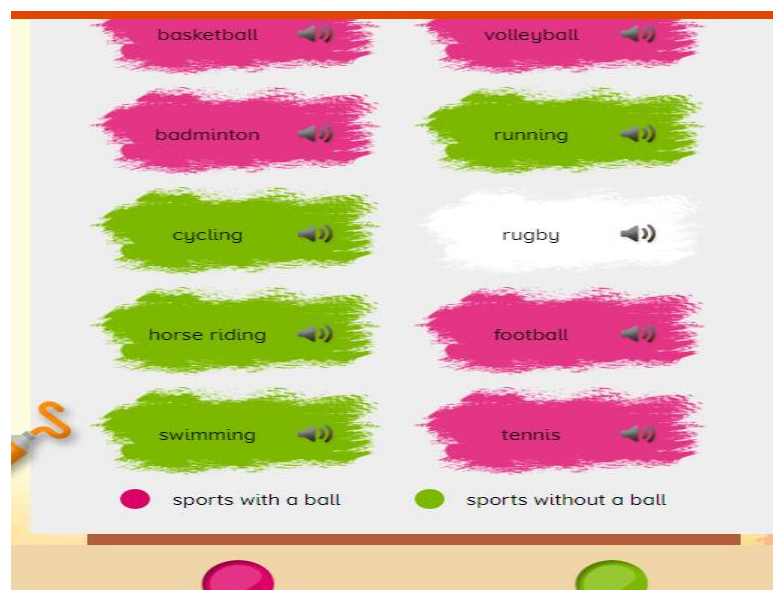 basketball volleyball
badminton running
cycling rugby
horse riding football
swimming tennis
sports with a ball sports without a ball